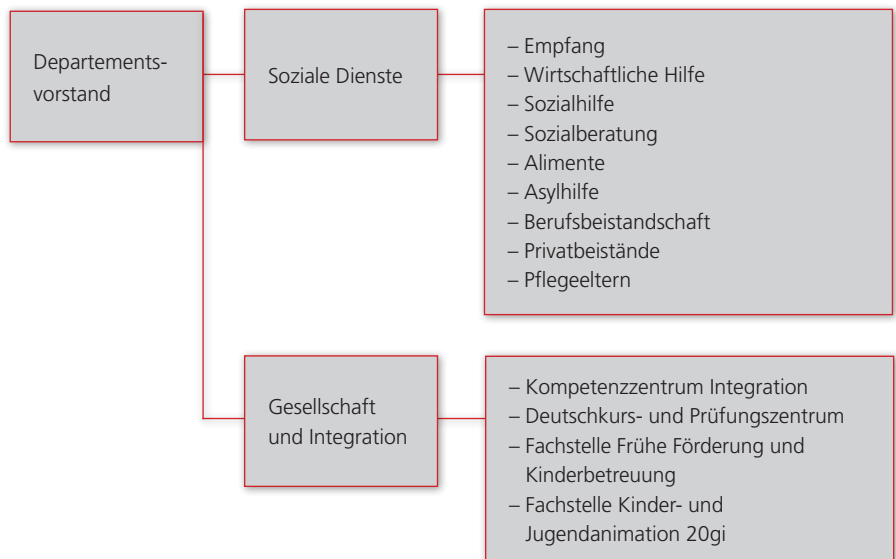 Departements-
vorstand
Soziale Dienste
– Empfang
– Wirtschaftliche Hilfe
– Sozialhilfe
– Sozialberatung
– Alimente
– Asylhilfe
– Berufsbeistandschaft
– Privatbeistände
– Pflegeeltern
Gesellschaft
und Integration
– Kompetenzzentrum Integration
– Deutschkurs- und Prüfungszentrum
– Fachstelle Frühe Förderung und
Kinderbetreuung
– Fachstelle Kinder- und
Jugendanimation 20gi